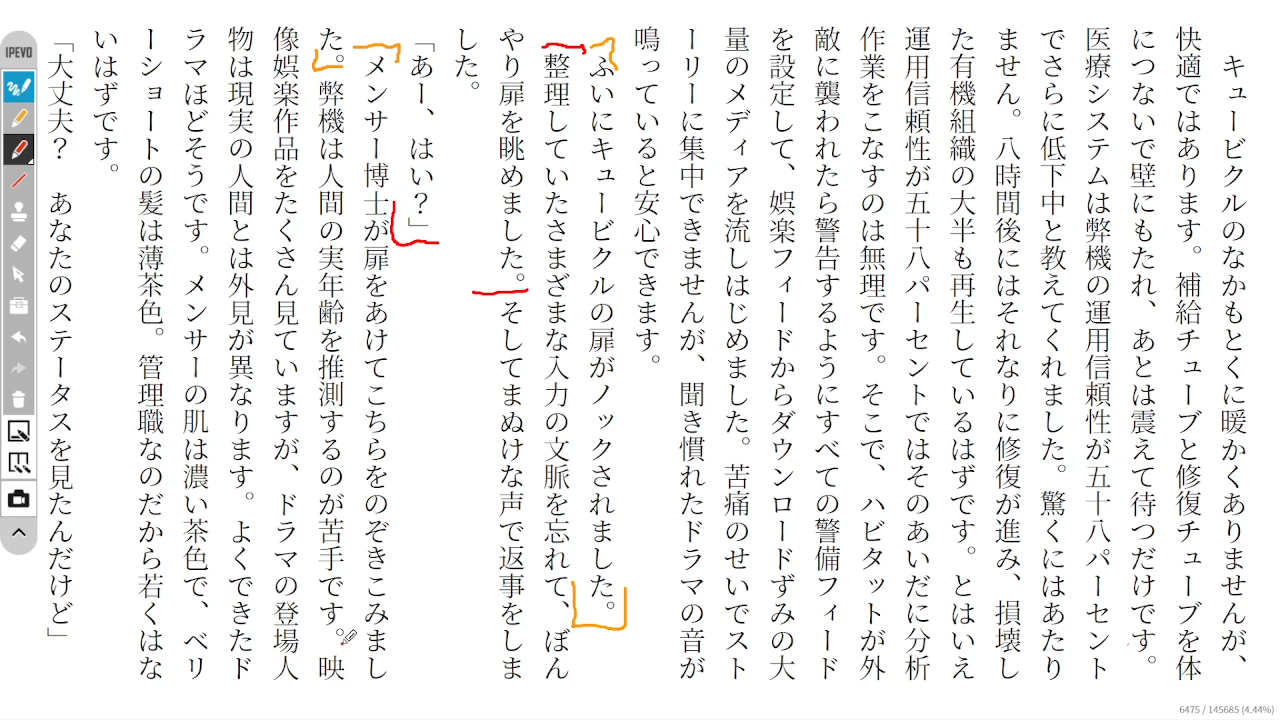 キュービクルのなかもとくに暖かくありませんが、
快適ではあります。補給チューブと修復チューブを体
につないで壁にもたれ、あとは震えて待つだけです。
医療システムは弊機の運用信頼性が五十八パーセント
でさらに低下中と教えてくれました。驚くにはあたり
ません。八時間後にはそれなりに修復が進み、損壊し
た有機組織の大半も再生しているはずです。とはいえ
運用信頼性が五十八パーセントではそのあいだに分析
作業をこなすのは無理です。そこで、ハビタットが外
敵に襲われたら警告するようにすべての警備フィード
を設定して、娯楽フィードからダウンロードずみの大
量のメディアを流しはじめました。苦痛のせいでスト
ーリーに集中できませんが、聞き慣れたドラマの音が
鳴っていると安心できます。
ふいにキュービクルの扉がノックされました。
整理していたさまざまな入力の文脈を忘れて、ぼん
やり扉を眺めました。そしてまぬけな声で返事をしま
した。
「あー、はい？」
メンサー博士が扉をあけてこちらをのぞきこみまし
た。弊機は人間の実年齢を推測するのが苦手です。映
像娯楽作品をたくさん見ていますが、ドラマの登場人
物は現実の人間とは外見が異なります。よくできたド
ラマほどそうです。メンサーの肌は濃い茶色で、ベリ
ーショートの髪は薄茶色。管理職なのだから若くはな
いはずです。
「大丈夫？　あなたのステータスを見たんだけど」
IPEVO
6475 / 145685 (4.44%)